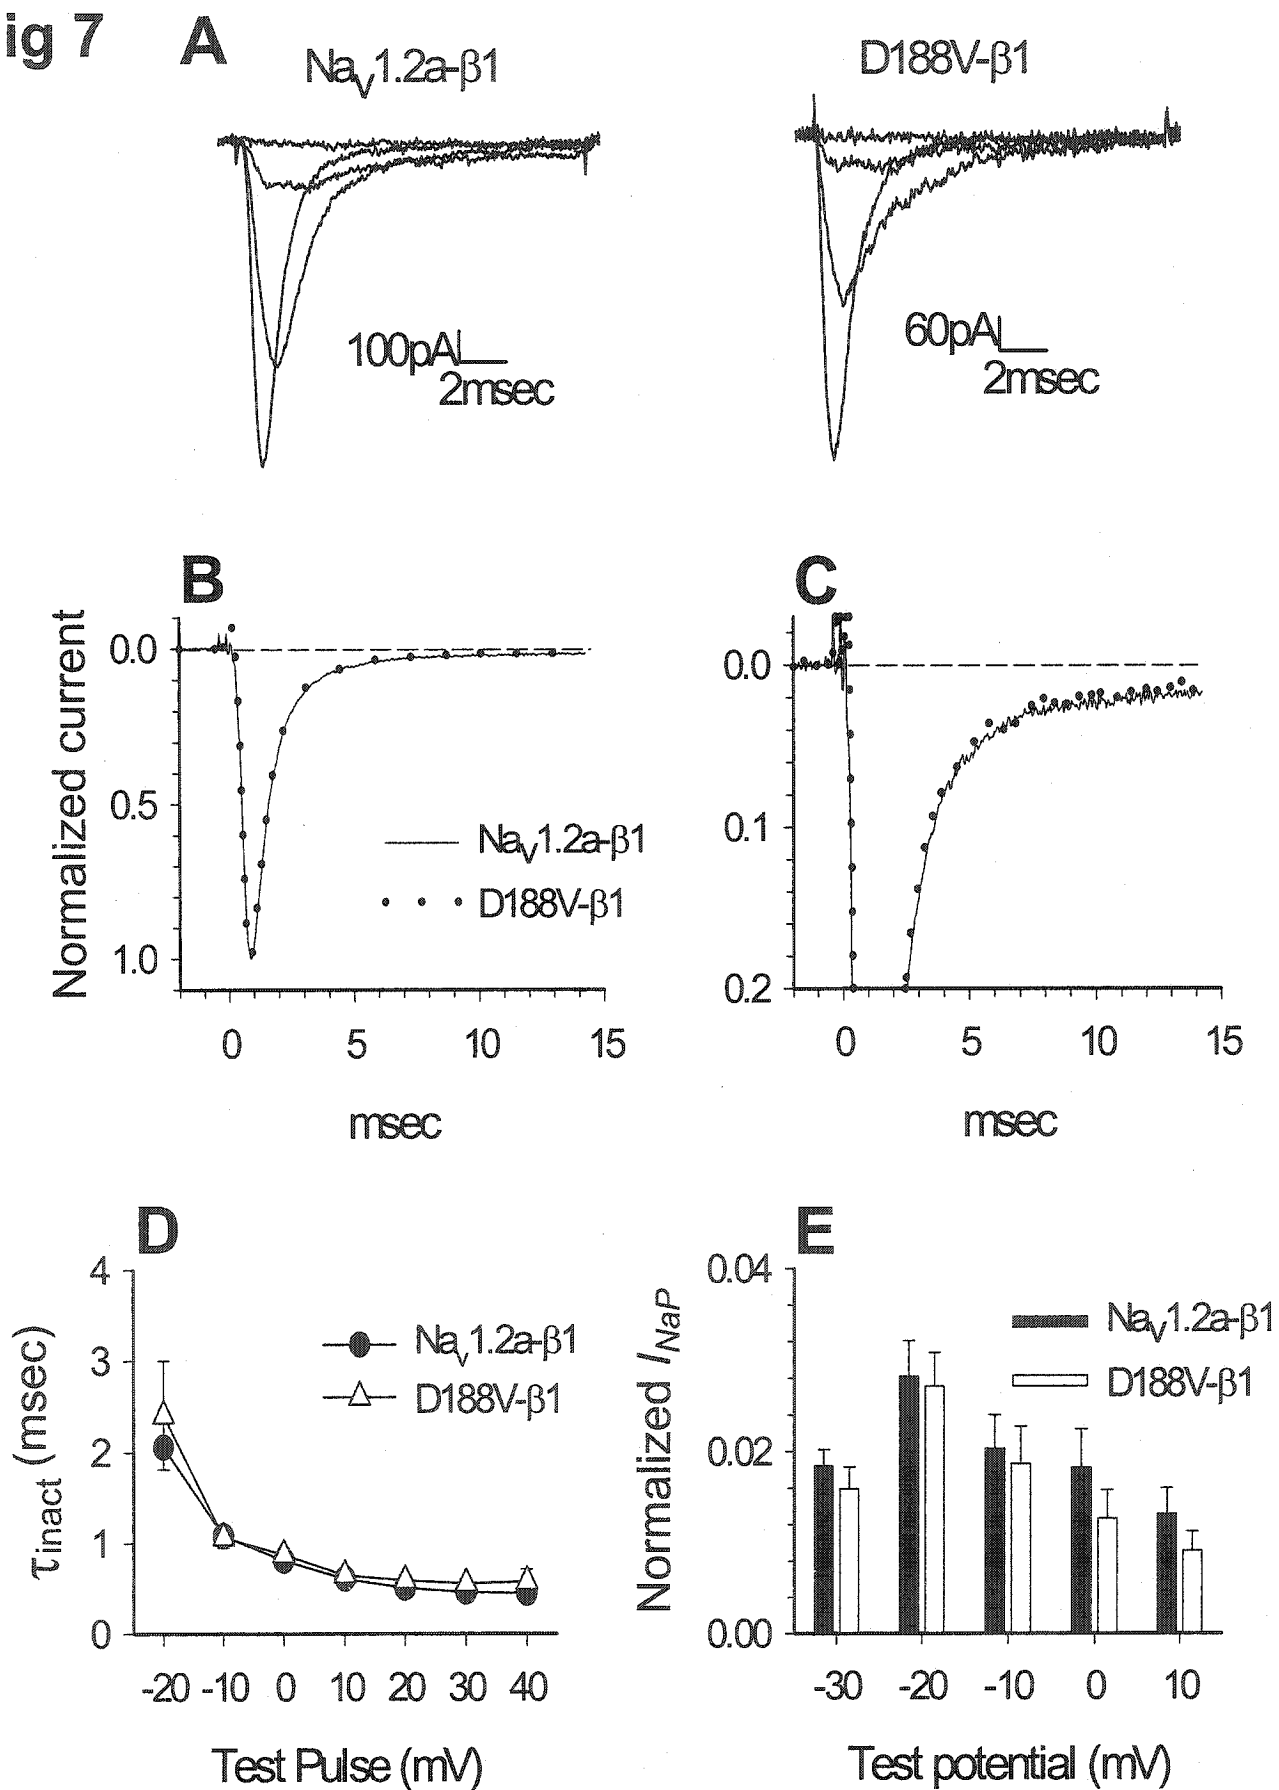 ig 7
A
Nav1.2a-β1
D188V-β1
100pA
2msec
60pA
2msec
B
Normalized current
0.0
0.5
1.0
Nav1.2a-β1
D188V-β1
0
5
10
15
msec
C
0.0
0.1
0.2
0
5
10
15
msec
D
τinact (msec)
4
3
2
1
0
Nav1.2a-β1
D188V-β1
-20 -10 0 10 20 30 40
Test Pulse (mV)
E
Normalized INaP
0.04
0.02
0.00
Nav1.2a-β1
D188V-β1
-30 -20 -10 0 10
Test potential (mV)